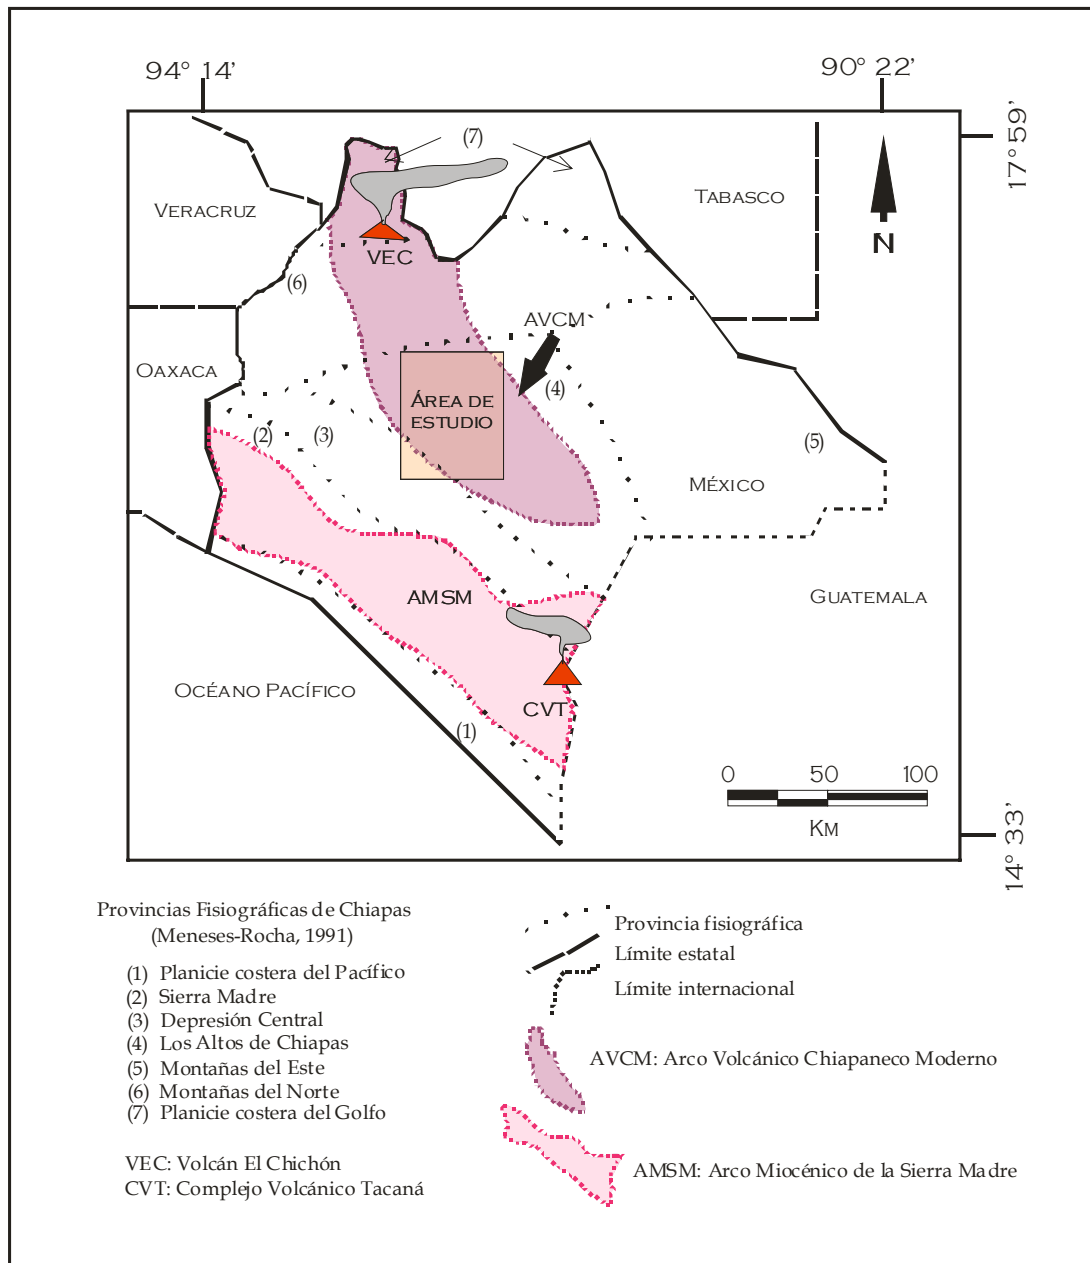 94° 14'
90° 22'
17° 59'
(7)
VERACRUZ
TABASCO
N
VEC
(6)
AVCM
OAXACA
(4)
ÁREA DE
ESTUDIO
(2)
(3)
(5)
MÉXICO
AMSM
GUATEMALA
OCÉANO PACÍFICO
CVT
(1)
0 50 100
KM
14° 33'
Provincias Fisiográficas de Chiapas
(Meneses-Rocha, 1991)
(1) Planicie costera del Pacífico
(2) Sierra Madre
(3) Depresión Central
(4) Los Altos de Chiapas
(5) Montañas del Este
(6) Montañas del Norte
(7) Planicie costera del Golfo
VEC: Volcán El Chichón
CVT: Complejo Volcánico Tacaná
Provincia fisiográfica
Límite estatal
Límite internacional
AVCM: Arco Volcánico Chiapaneco Moderno
AMSM: Arco Miocénico de la Sierra Madre